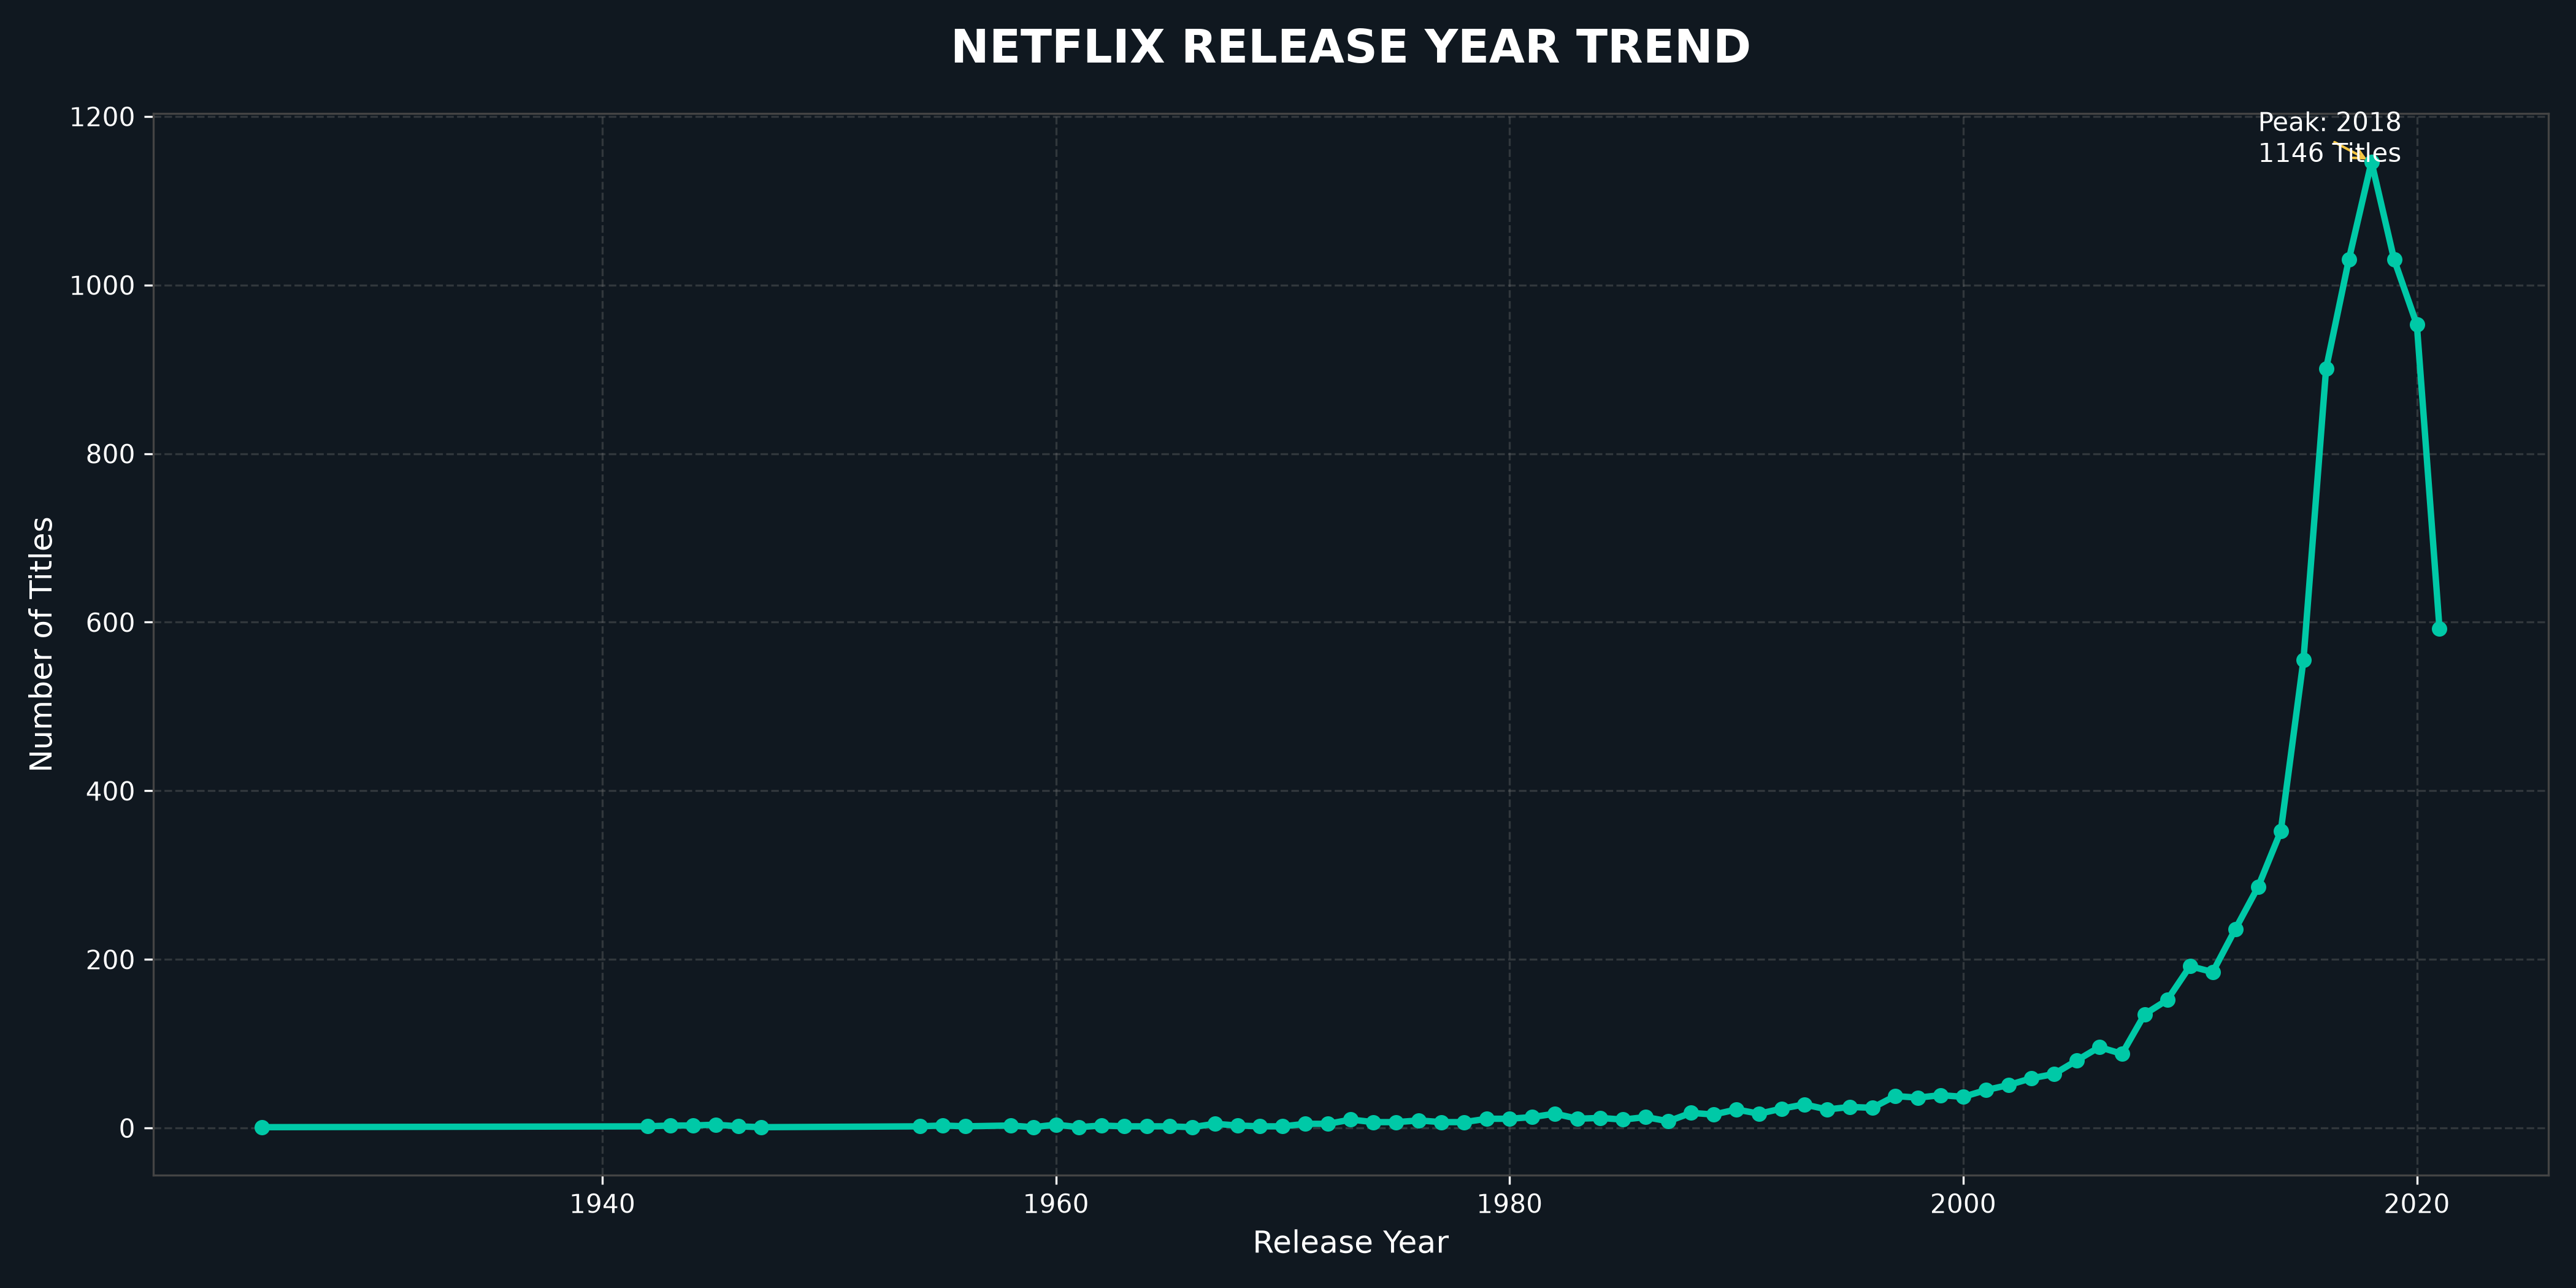 NETFLIX RELEASE YEAR TREND
Peak: 2018
1146 Titles
1200
1000
800
600
400
200
0
Number of Titles
1940
1960
1980
2000
2020
Release Year